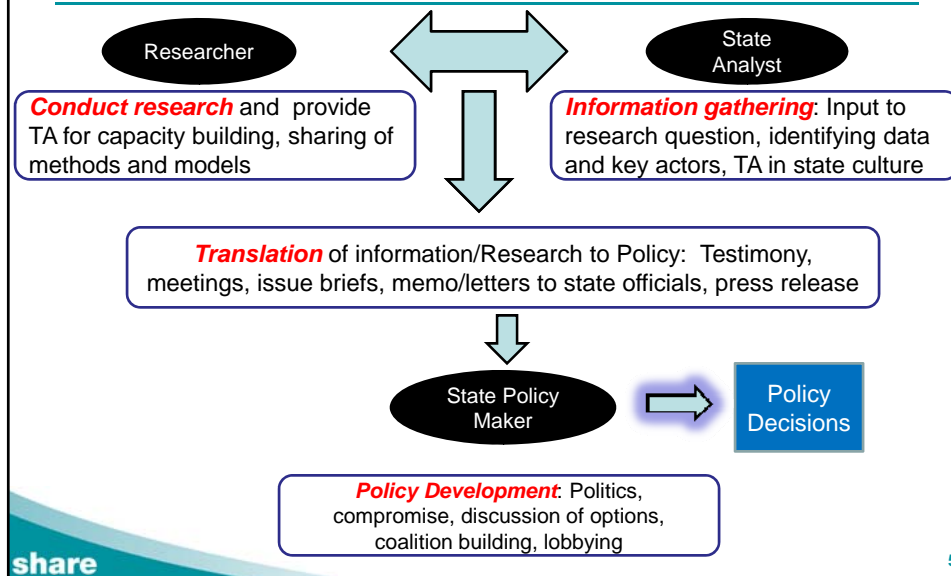 Researcher
State
Analyst
Conduct research and provide
TA for capacity building, sharing of
methods and models
Information gathering: Input to
research question, identifying data
and key actors, TA in state culture
Translation of information/Research to Policy: Testimony,
meetings, issue briefs, memo/letters to state officials, press release
State Policy
Maker
Policy
Decisions
Policy Development: Politics,
compromise, discussion of options,
coalition building, lobbying
share